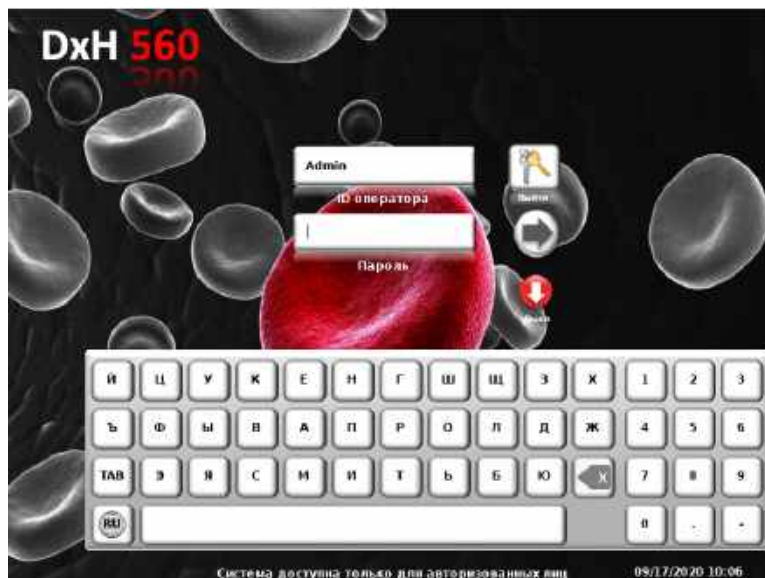 DxH 560
Admin
ID оператора
Выйти
Пароль
Й Ц У К Е Н Г Ш Щ З Х 1 2 3
Ъ Ф Ы В А П Р О Л Д Ж 4 5 6
TAB Э Я С М И Т Ь Б Ю X 7 8 9
RU 0 . -
Система доступна только для авторизованных лиц
09/17/2020 10:06